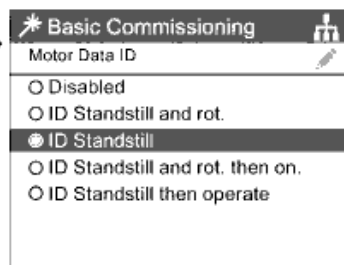 Basic Commissioning
Motor Data ID
Disabled
ID Standstill and rot.
ID Standstill
ID Standstill and rot. then on.
ID Standstill then operate